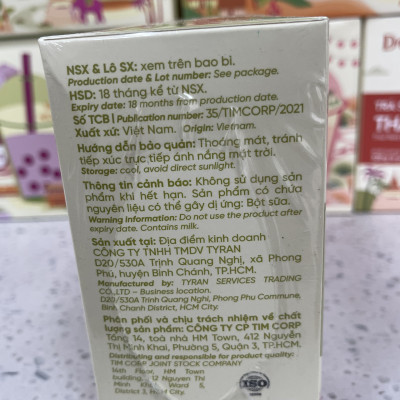 NSX & Lô SX: xem trên bao bì.
Production date & Lot number: See package.
HSD: 18 tháng kể từ NSX.
Expiry date: 18 months from production date.
Số TCB | Publication number: 35/TIMCORP/2021
Xuất xứ: Việt Nam. Origin: Vietnam.
Hướng dẫn bảo quản: Thoáng mát, tránh
tiếp xúc trực tiếp ánh nắng mặt trời.
Storage: cool, avoid direct sunlight.
Thông tin cảnh báo: Không sử dụng sản
phẩm khi hết hạn. Sản phẩm có chứa
nguyên liệu có thể gây dị ứng: Bột sữa.
Warning information: Do not use the product after
expiry date. Contains milk.
Sản xuất tại: Địa điểm kinh doanh
CÔNG TY TNHH TMDV TYRAN
D20/530A Trịnh Quang Nghị, xã Phong
Phú, huyện Bình Chánh, TP.HCM.
Manufactured by: TYRAN SERVICES TRADING
CO.,LTD – Business location.
D20/530A Trinh Quang Nghi, Phong Phu Commune,
Binh Chanh District, HCM City.
Phân phối và chịu trách nhiệm về chất
lượng sản phẩm: CÔNG TY CP TIM CORP
Tầng 14, toà nhà HM Town, 412 Nguyễn
Thị Minh Khai, Phường 5, Quận 3, TP.HCM.
Distributing and responsible for product quality:
TIM CORP JOINT STOCK COMPANY
14th Floor, HM Town
building, 412 Nguyen Thi
Minh Khai, Ward 5,
District 3, HCM City
ISO